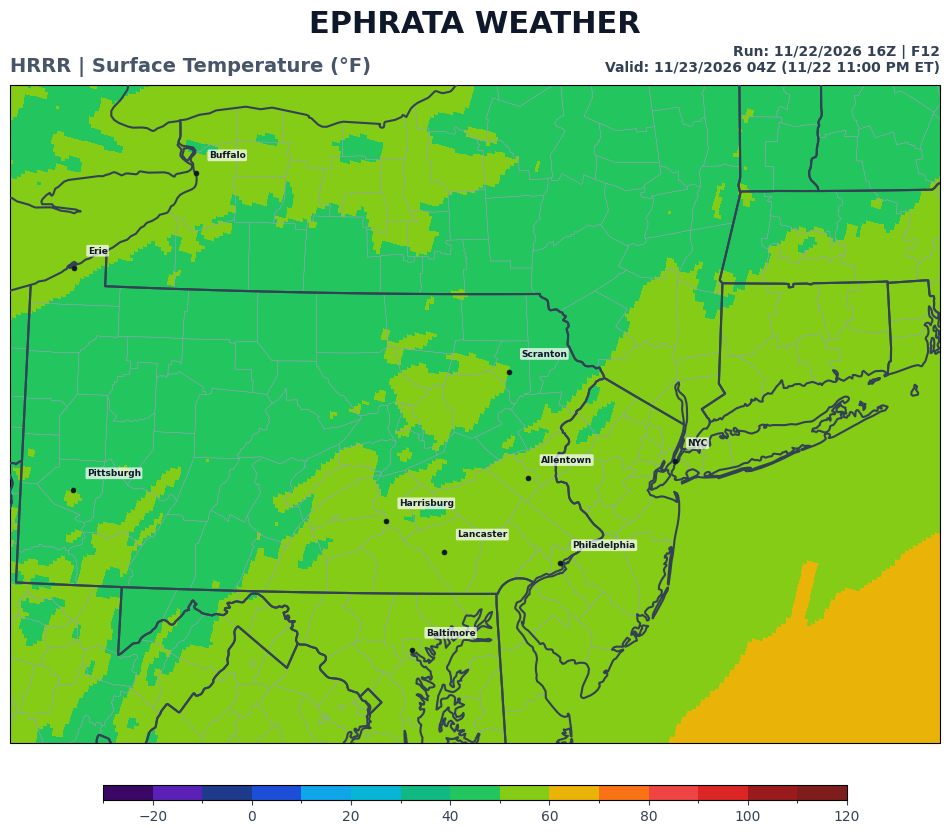 EPHRATA WEATHER
HRRR | Surface Temperature (°F)
Run: 11/22/2026 16Z | F12
Valid: 11/23/2026 04Z (11/22 11:00 PM ET)
Buffalo
Erie
Scranton
NYC
Allentown
Pittsburgh
Harrisburg
Lancaster
Philadelphia
Baltimore
−20 0 20 40 60 80 100 120